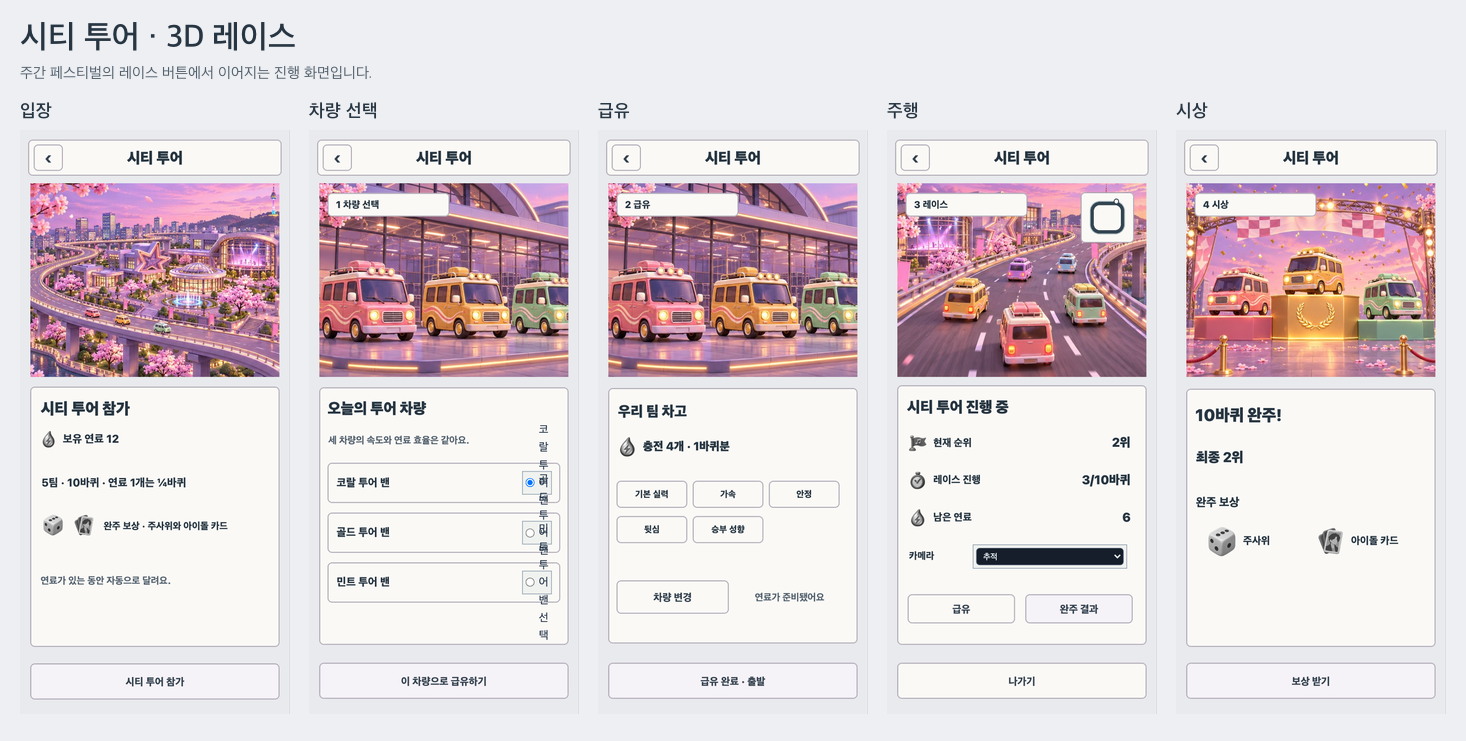 시티 투어 · 3D 레이스
주간 페스티벌의 레이스 버튼에서 이어지는 진행 화면입니다.
입장
시티 투어
시티 투어 참가
보유 연료 12
5팀 · 10바퀴 · 연료 1개는 ¼바퀴
완주 보상 · 주사위와 아이돌 카드
연료가 있는 동안 자동으로 달려요.
시티 투어 참가
차량 선택
시티 투어
1 차량 선택
오늘의 투어 차량
세 차량의 속도와 연료 효율은 같아요.
코랄 투어 밴
골드 투어 밴
민트 투어 밴
이 차량으로 급유하기
급유
시티 투어
2 급유
우리 팀 차고
충전 4개 · 1바퀴분
기본 실력
가속
안정
뒷심
승부 성향
차량 변경
연료가 준비됐어요
급유 완료 · 출발
주행
시티 투어
3 레이스
시티 투어 진행 중
현재 순위
2위
레이스 진행
3/10바퀴
남은 연료
6
카메라
추적
급유
완주 결과
나가기
시상
시티 투어
4 시상
10바퀴 완주!
최종 2위
완주 보상
주사위
아이돌 카드
보상 받기